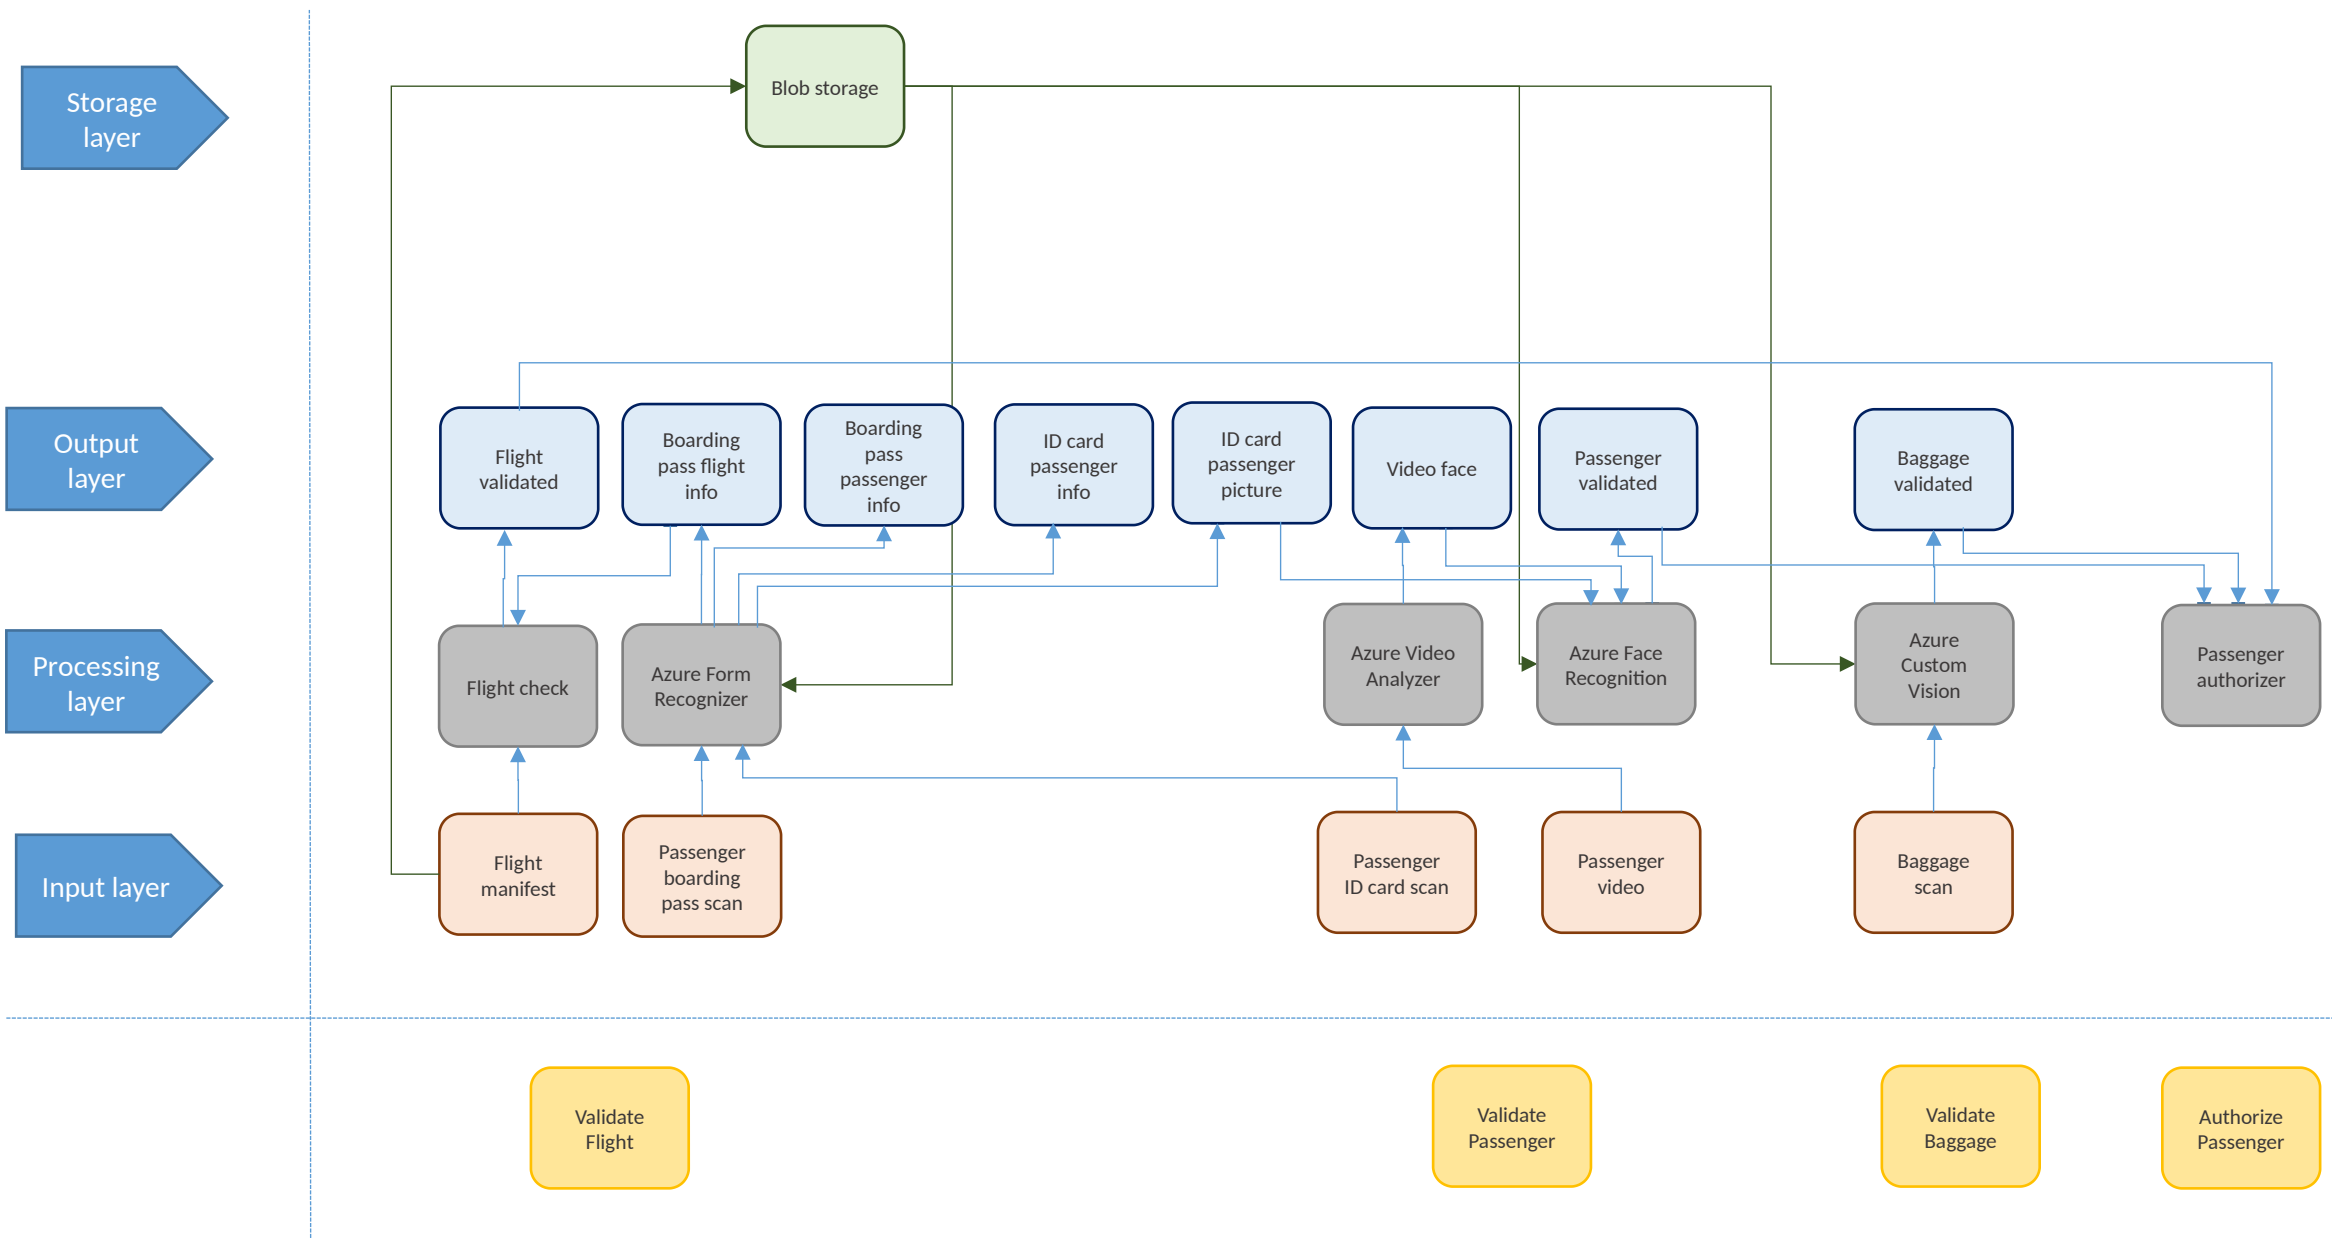 Storage
layer
Blob storage
Output
layer
Flight
validated
Boarding
pass flight
info
Boarding
pass
passenger
info
ID card
passenger
info
ID card
passenger
picture
Video face
Passenger
validated
Baggage
validated
Processing
layer
Flight check
Azure Form
Recognizer
Azure Video
Analyzer
Azure Face
Recognition
Azure
Custom
Vision
Passenger
authorizer
Input layer
Flight
manifest
Passenger
boarding
pass scan
Passenger
ID card scan
Passenger
video
Baggage
scan
Validate
Flight
Validate
Passenger
Validate
Baggage
Authorize
Passenger